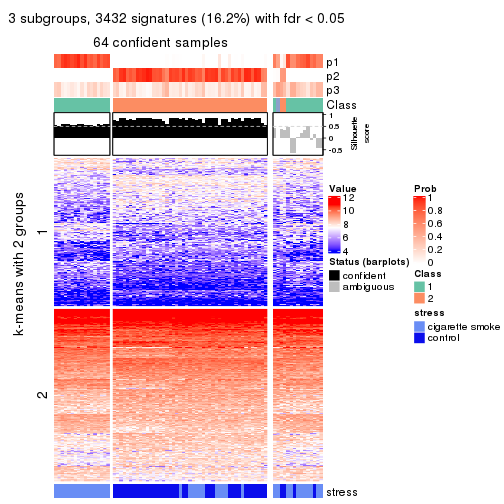 3 subgroups, 3432 signatures (16.2%) with fdr < 0.05
64 confident samples
p1
p2
p3
Class
1
0.5
0
-0.5
Silhouette score
k-means with 2 groups
1
2
stress
Value
12
10
8
6
4
Status (barplots)
confident
ambiguous
Prob
1
0.8
0.6
0.4
0.2
0
Class
1
2
stress
cigarette smoke
control